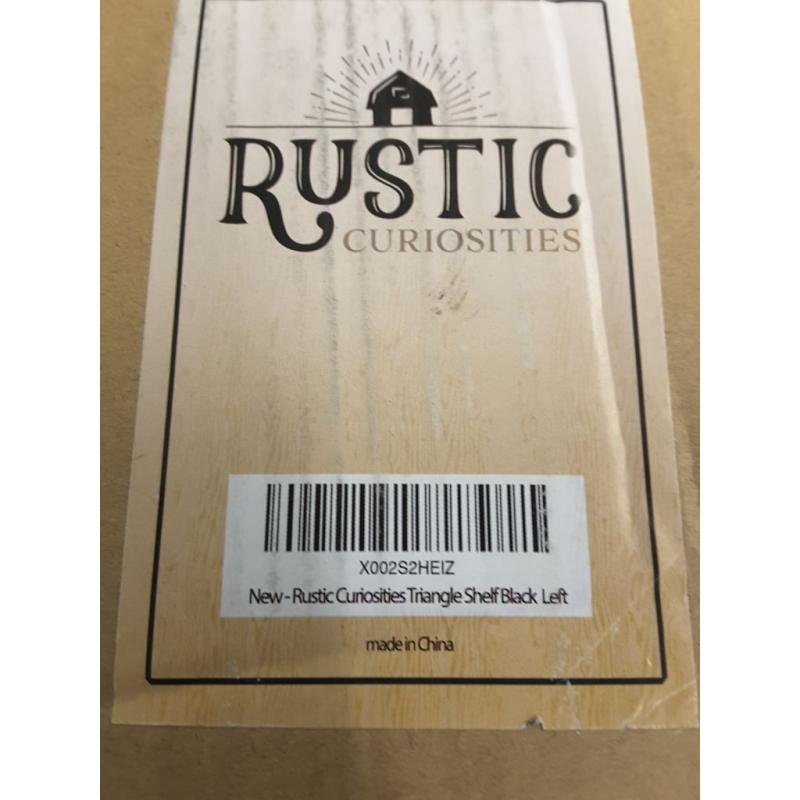 RUSTIC
CURIOSITIES
X002S2HEIZ
New - Rustic Curiosities Triangle Shelf Black Left
made in China